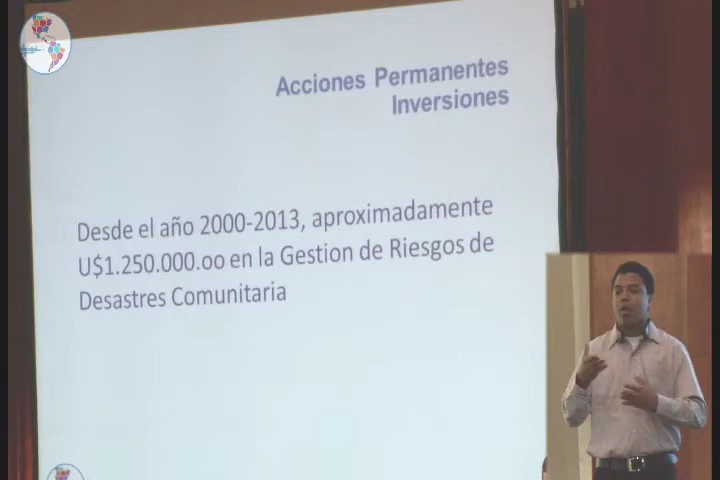 Acciones Permanentes
Inversiones
Desde el año 2000-2013, aproximadamente
U$1.250.000.oo en la Gestion de Riesgos de
Desastres Comunitaria